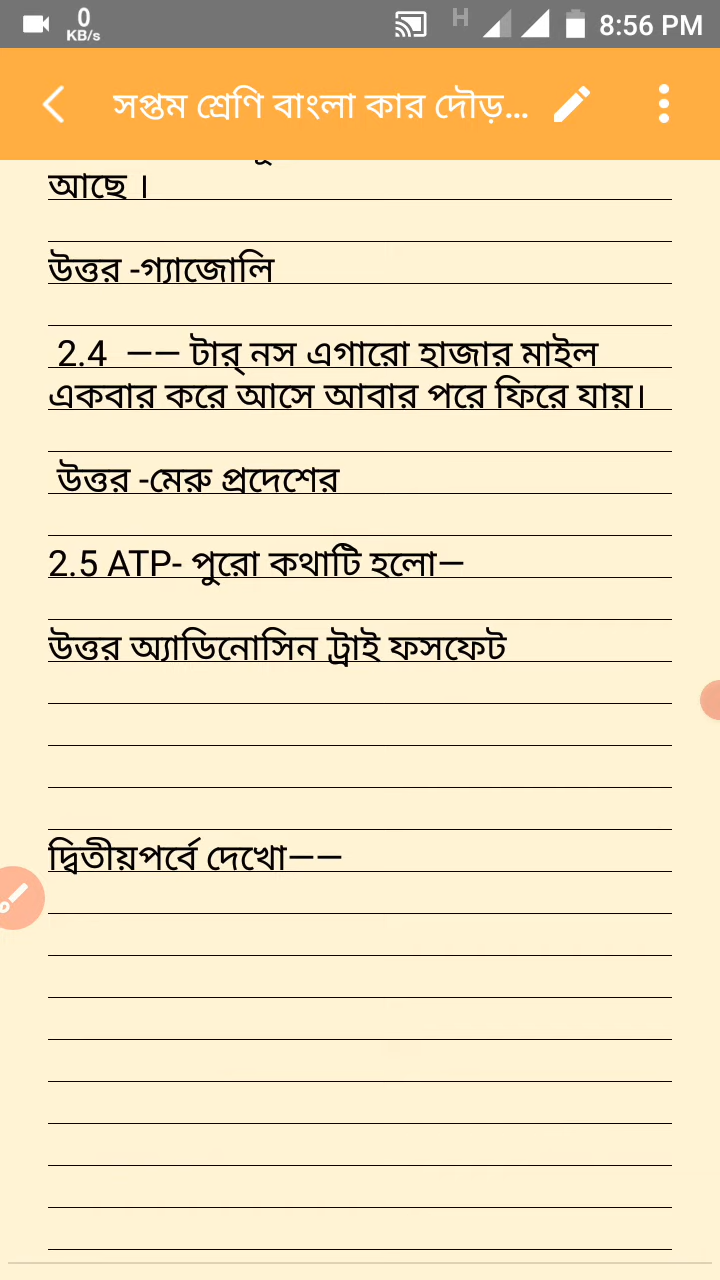 0
KB/s
H
8:56 PM
সপ্তম শ্রেণি বাংলা কার দৌড়...
আছে ।
উত্তর -গ্যাজোলি
2.4 —— টার্ নস এগারো হাজার মাইল
একবার করে আসে আবার পরে ফিরে যায়।
উত্তর -মেরু প্রদেশের
2.5 ATP- পুরো কথাটি হলো—
উত্তর অ্যাডিনোসিন ট্রাই ফসফেট
দ্বিতীয়পর্বে দেখো——